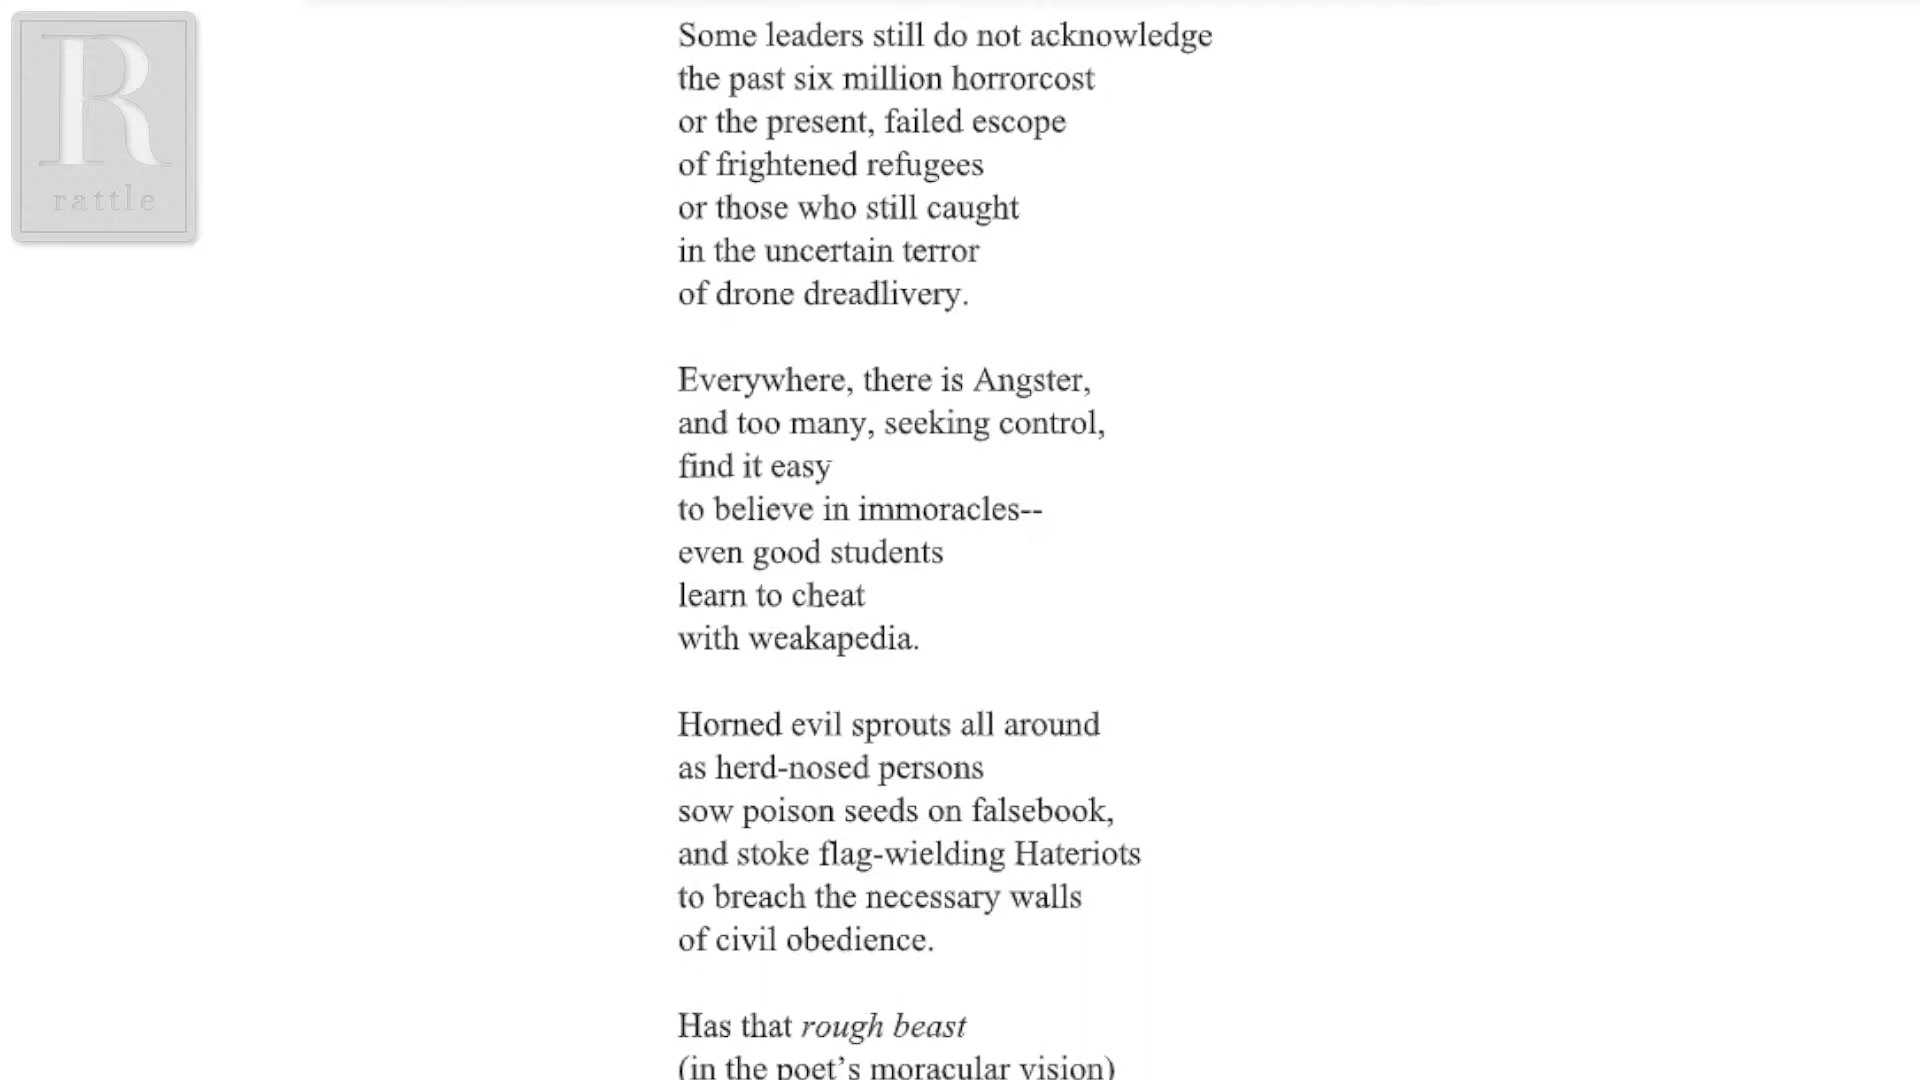 R
rattle
Some leaders still do not acknowledge
the past six million horrorcost
or the present, failed escope
of frightened refugees
or those who still caught
in the uncertain terror
of drone dreadlivery.
Everywhere, there is Angster,
and too many, seeking control,
find it easy
to believe in immoracles--
even good students
learn to cheat
with weakapedia.
Horned evil sprouts all around
as herd-nosed persons
sow poison seeds on falsebook,
and stoke flag-wielding Hateriots
to breach the necessary walls
of civil obedience.
Has that rough beast
(in the poet’s moracular vision)